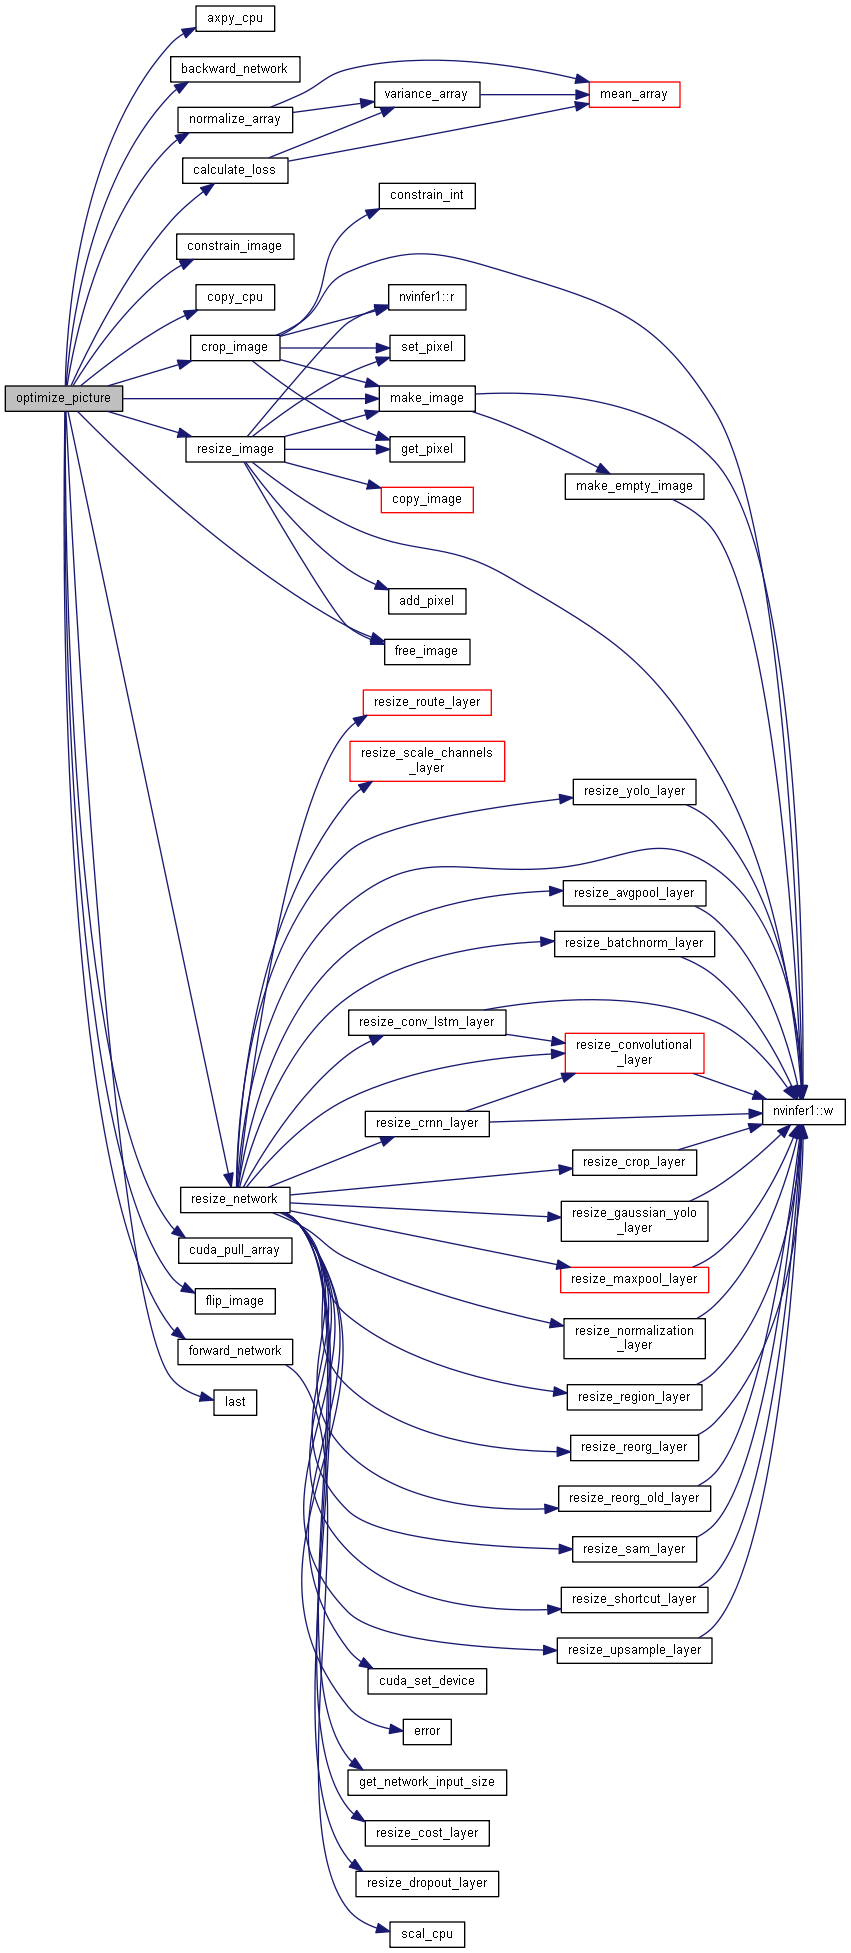 axpy_cpu
backward_network
normalize_array
variance_array
mean_array
calculate_loss
constrain_int
constrain_image
copy_cpu
nvinfer1::r
crop_image
set_pixel
optimize_picture
make_image
resize_image
get_pixel
make_empty_image
copy_image
add_pixel
free_image
resize_route_layer
resize_scale_channels
_layer
resize_yolo_layer
resize_avgpool_layer
resize_batchnorm_layer
resize_conv_lstm_layer
resize_convolutional
_layer
nvinfer1::w
resize_crnn_layer
resize_crop_layer
resize_network
resize_gaussian_yolo
_layer
cuda_pull_array
resize_maxpool_layer
flip_image
resize_normalization
_layer
forward_network
resize_region_layer
last
resize_reorg_layer
resize_reorg_old_layer
resize_sam_layer
resize_shortcut_layer
resize_upsample_layer
cuda_set_device
error
get_network_input_size
resize_cost_layer
resize_dropout_layer
scal_cpu